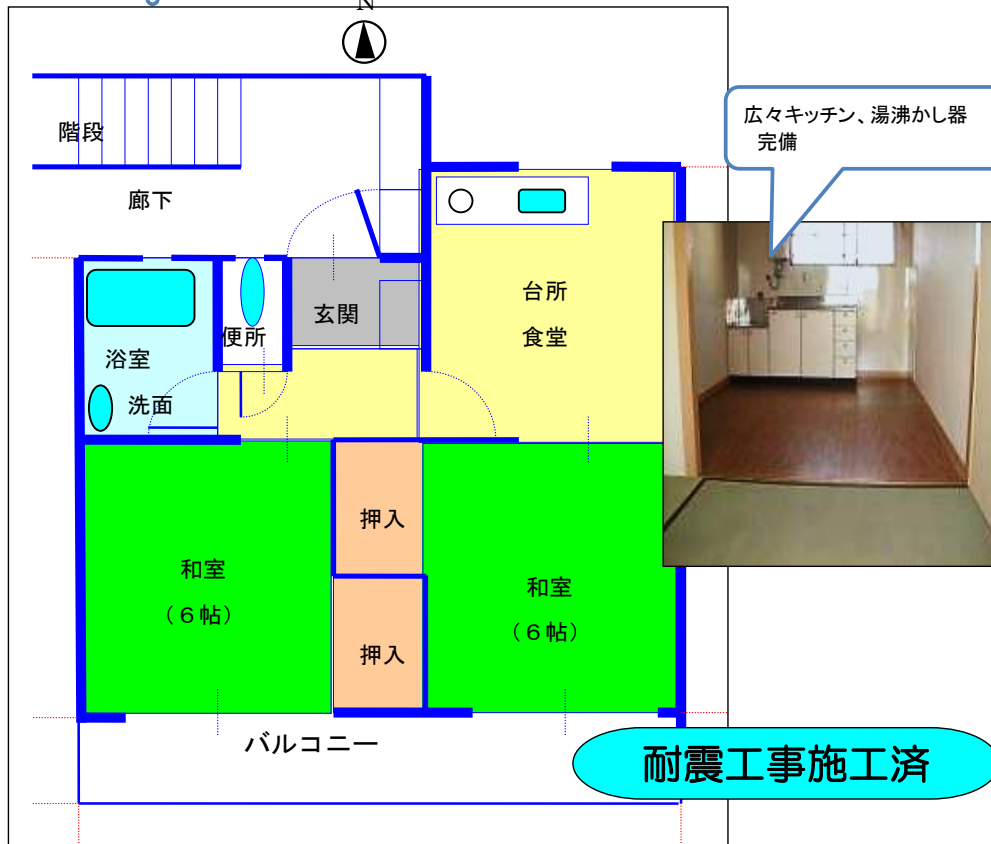 N
広々キッチン、湯沸かし器
完備
階段
廊下
台所
食堂
玄関
便所
浴室
洗面
押入
和室
(６帖)
和室
(６帖)
押入
バルコニー
耐震工事施工済